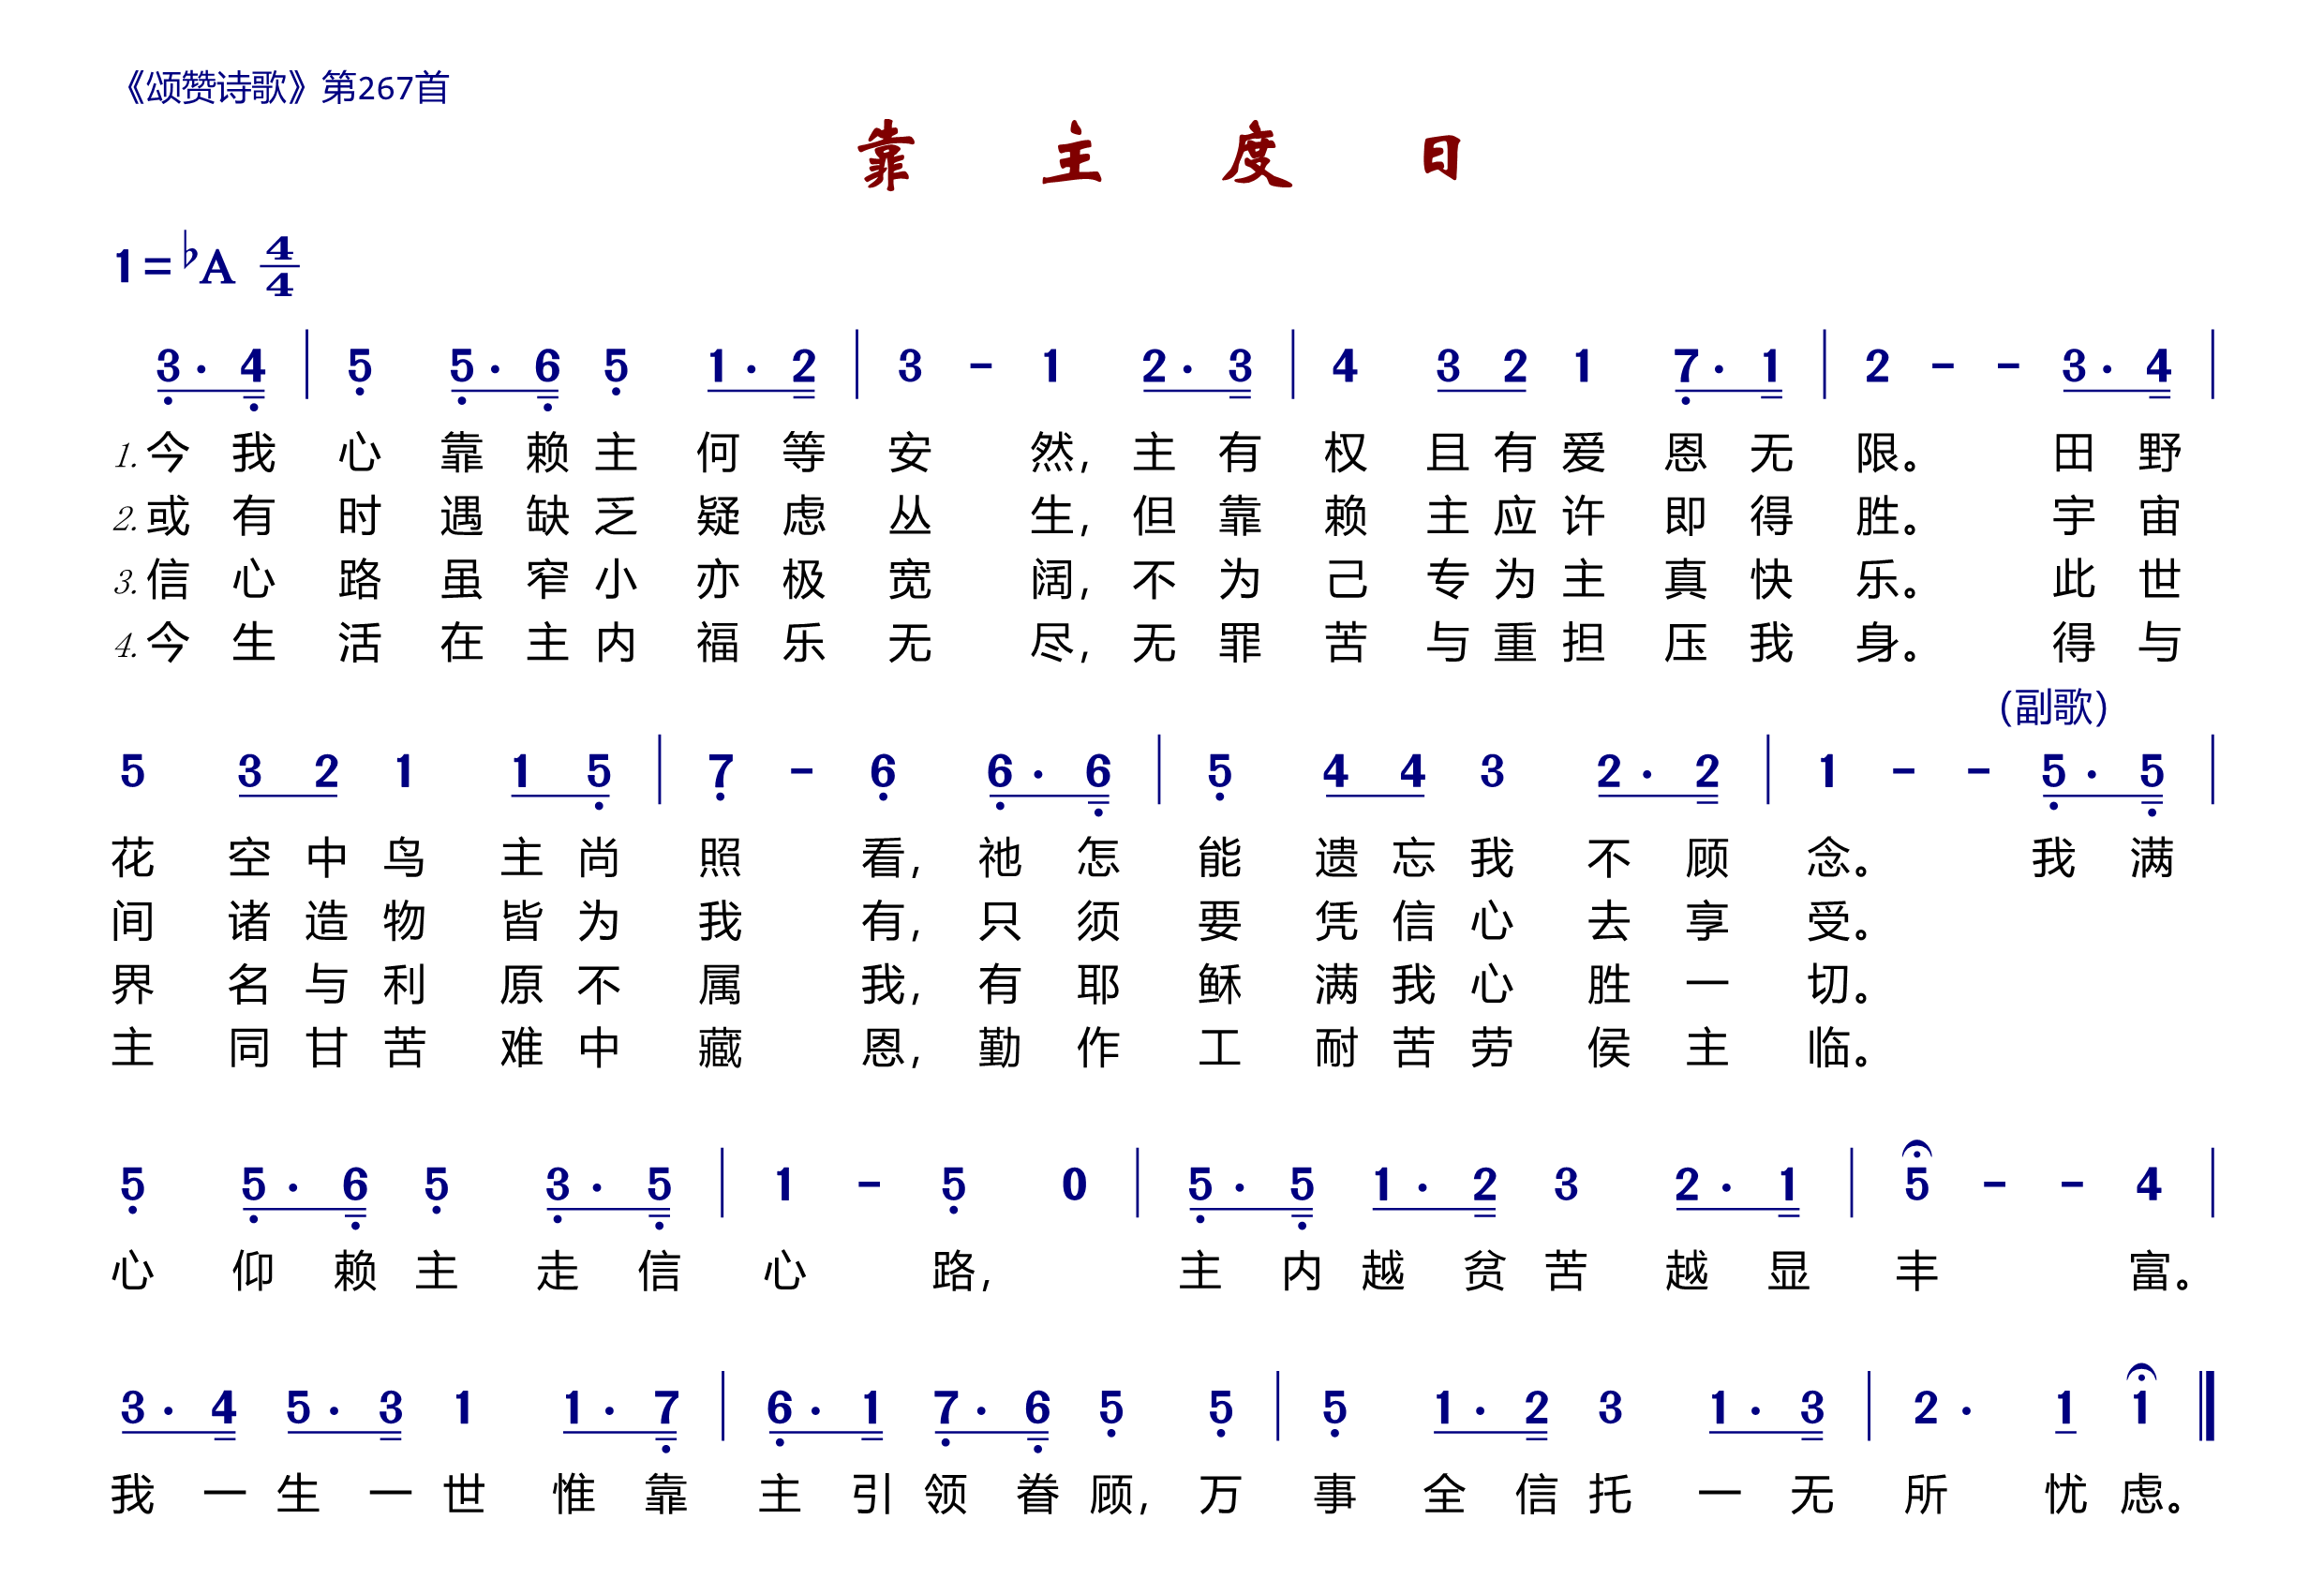 《颂赞诗歌》第267首
靠主度日
1=♭A 4/4
3̣· 4̣ | 5̣ 5̣· 6̣ 5̣ 1· 2 | 3 - 1 2· 3 | 4 3 2 1 7̣· 1 | 2 - - 3· 4 |
1.今我心靠赖主何等安然,主有权且有爱恩无限。田野
2.或有时遇缺乏疑虑丛生,但靠赖主应许即得胜。宇宙
3.信心路虽窄小亦极宽阔,不为己专为主真快乐。此世
4.今生活在主内福乐无尽,无罪苦与重担压我身。得与
(副歌)
5 3 2 1 1 5̣ | 7̣ - 6̣ 6̣· 6̣ | 5̣ 4 4 3 2· 2 | 1 - - 5̣· 5̣ |
花空中鸟主尚照看,祂怎能遗忘我不顾念。我满
间诸造物皆为我有,只须要凭信心去享受。
界名与利原不属我,有耶稣满我心胜一切。
主同甘苦难中藏恩,勤作工耐苦劳侯主临。
5̣ 5̣· 6̣ 5̣ 3̣· 5̣ | 1 - 5̣ 0 | 5̣· 5̣ 1· 2 3 2· 1 | 5̣ - - 4 |
心仰赖主走信心路,主内越贫苦越显丰富。
3· 4 5· 3 1 1· 7̣ | 6̣· 1 7̣· 6̣ 5̣ 5̣ | 5̣ 1· 2 3 1· 3 | 2· 1 1 ‖
我一生一世惟靠主引领眷顾,万事全信托一无所忧虑。